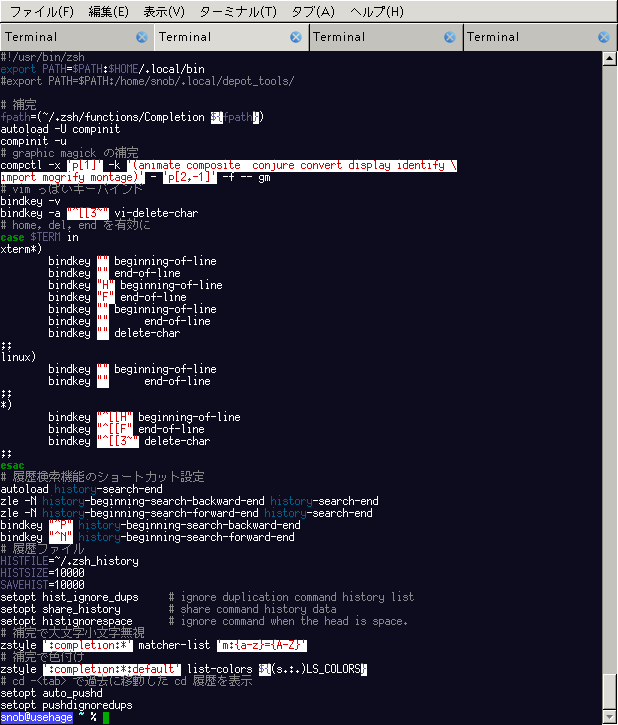 ファイル(F) 編集(E) 表示(V) ターミナル(T) タブ(A) ヘルプ(H)
Terminal Terminal Terminal Terminal
#!/usr/bin/zsh
export PATH=$PATH:$HOME/.local/bin
#export PATH=$PATH:/home/snob/.local/depot_tools/
# 補完
fpath=(~/.zsh/functions/Completion ${fpath})
autoload -U compinit
compinit -u
# graphic magick の補完
compctl -x 'p[1]' -k '(animate composite  conjure convert display identify \
import mogrify montage)' - 'p[2,-1]' -f -- gm
# vim っぽいキーバインド
bindkey -v
bindkey -a "^[[3~" vi-delete-char
# home, del, end を有効に
case $TERM in
xterm*)
bindkey "" beginning-of-line
bindkey "" end-of-line
bindkey "H" beginning-of-line
bindkey "F" end-of-line
bindkey "" beginning-of-line
bindkey "" end-of-line
bindkey "" delete-char
;;
linux)
bindkey "" beginning-of-line
bindkey "" end-of-line
;;
*)
bindkey "^[[H" beginning-of-line
bindkey "^[[F" end-of-line
bindkey "^[[3~" delete-char
;;
esac
# 履歴検索機能のショートカット設定
autoload history-search-end
zle -N history-beginning-search-backward-end history-search-end
zle -N history-beginning-search-forward-end history-search-end
bindkey "^P" history-beginning-search-backward-end
bindkey "^N" history-beginning-search-forward-end
# 履歴ファイル
HISTFILE=~/.zsh_history
HISTSIZE=10000
SAVEHIST=10000
setopt hist_ignore_dups     # ignore duplication command history list
setopt share_history        # share command history data
setopt histignorespace      # ignore command when the head is space.
# 補完で大文字小文字無視
zstyle ':completion:*' matcher-list 'm:{a-z}={A-Z}'
# 補完で色付け
zstyle ':completion:*:default' list-colors ${(s.:.)LS_COLORS}
# cd -<tab> で過去に移動した cd 履歴を表示
setopt auto_pushd
setopt pushdignoredups
snob@usehage ~ %